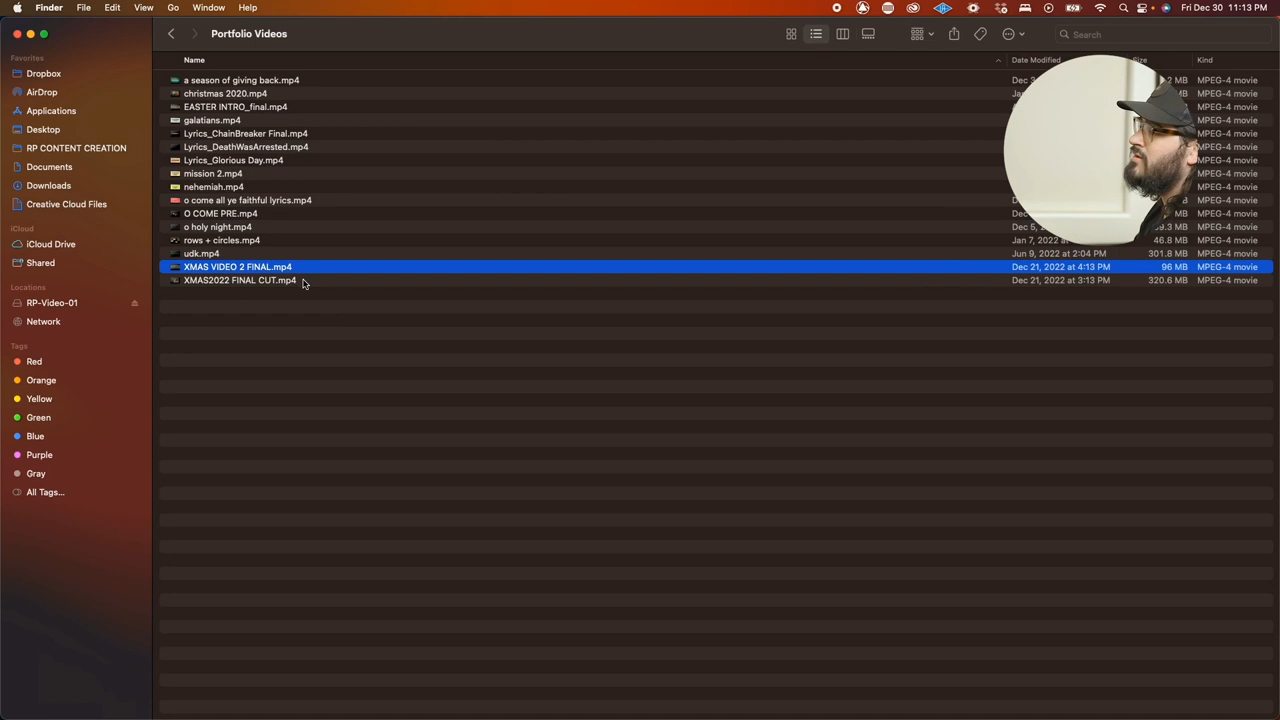 Finder File Edit View Go Window Help Fri Dec 30 11:13 PM
Portfolio Videos
Search
Favorites
Dropbox
AirDrop
Applications
Desktop
RP CONTENT CREATION
Documents
Downloads
Creative Cloud Files
iCloud
iCloud Drive
Shared
Locations
RP-Video-01
Network
Tags
Red
Orange
Yellow
Green
Blue
Purple
Gray
All Tags...
Name Date Modified Kind
a season of giving back.mp4 MPEG-4 movie
christmas 2020.mp4 MPEG-4 movie
EASTER INTRO_final.mp4 MPEG-4 movie
galatians.mp4 MPEG-4 movie
Lyrics_ChainBreaker Final.mp4 MPEG-4 movie
Lyrics_DeathWasArrested.mp4 MPEG-4 movie
Lyrics_Glorious Day.mp4 MPEG-4 movie
mission 2.mp4 MPEG-4 movie
nehemiah.mp4 MPEG-4 movie
o come all ye faithful lyrics.mp4 MPEG-4 movie
O COME PRE.mp4 MPEG-4 movie
o holy night.mp4 Dec 5, MPEG-4 movie
rows + circles.mp4 Jan 7, 2022 at 46.8 MB MPEG-4 movie
udk.mp4 Jun 9, 2022 at 2:04 PM 301.8 MB MPEG-4 movie
XMAS VIDEO 2 FINAL.mp4 Dec 21, 2022 at 4:13 PM 96 MB MPEG-4 movie
XMAS2022 FINAL CUT.mp4 Dec 21, 2022 at 3:13 PM 320.6 MB MPEG-4 movie